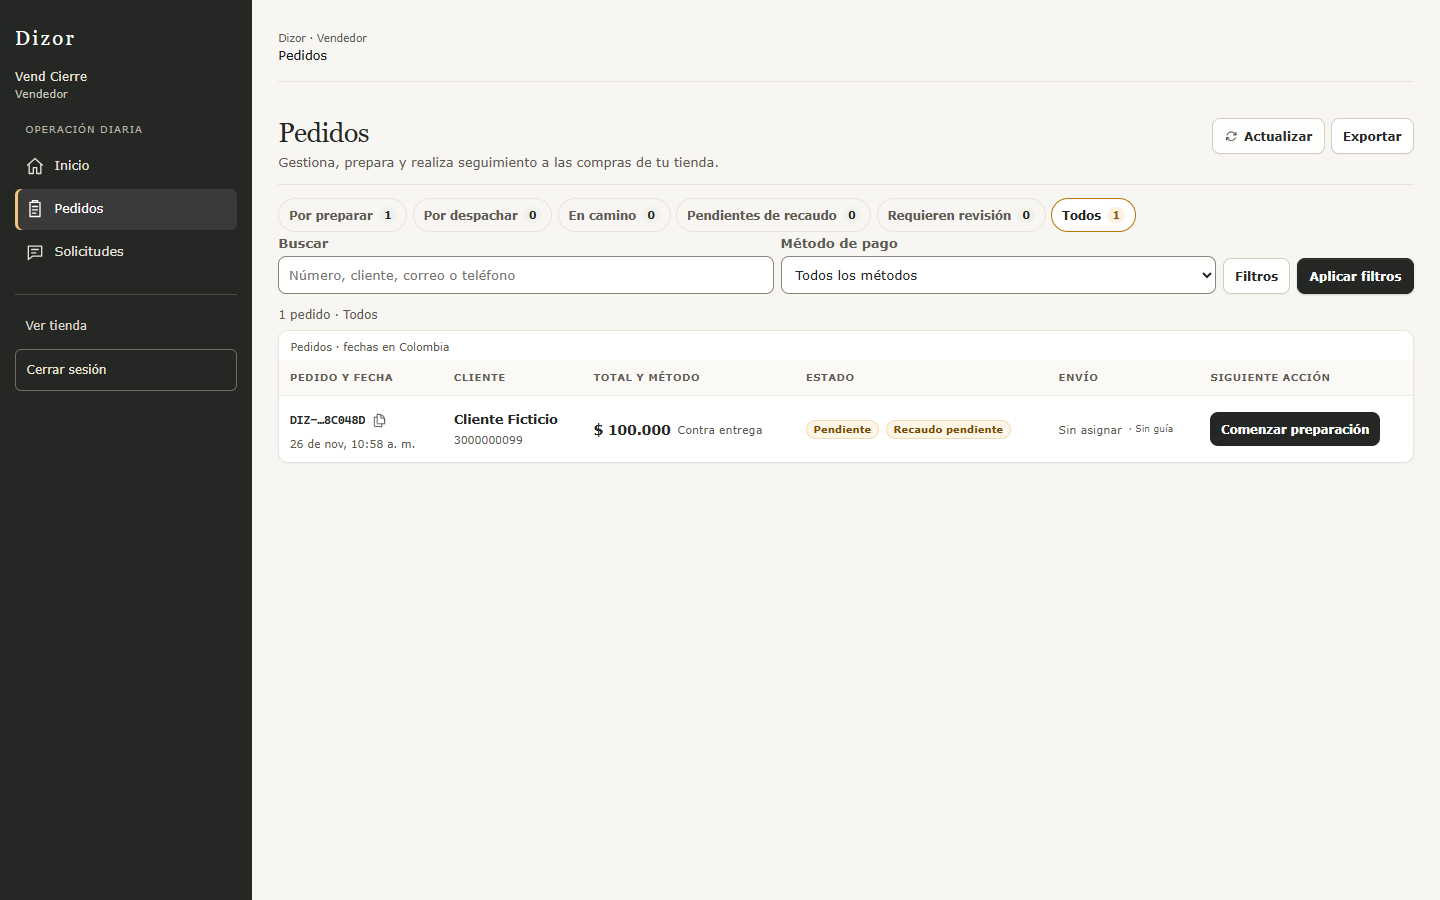 Dizor
Vend Cierre
Vendedor
OPERACIÓN DIARIA
Inicio
Pedidos
Solicitudes
Ver tienda
Cerrar sesión
Dizor · Vendedor
Pedidos
Pedidos
Gestiona, prepara y realiza seguimiento a las compras de tu tienda.
Actualizar
Exportar
Por preparar 1
Por despachar 0
En camino 0
Pendientes de recaudo 0
Requieren revisión 0
Todos 1
Buscar
Número, cliente, correo o teléfono
Método de pago
Todos los métodos
Filtros
Aplicar filtros
1 pedido · Todos
Pedidos · fechas en Colombia
PEDIDO Y FECHA CLIENTE TOTAL Y MÉTODO ESTADO ENVÍO SIGUIENTE ACCIÓN
DIZ-…8C048D
26 de nov, 10:58 a. m.
Cliente Ficticio
3000000099
$ 100.000 Contra entrega
Pendiente Recaudo pendiente
Sin asignar · Sin guía
Comenzar preparación